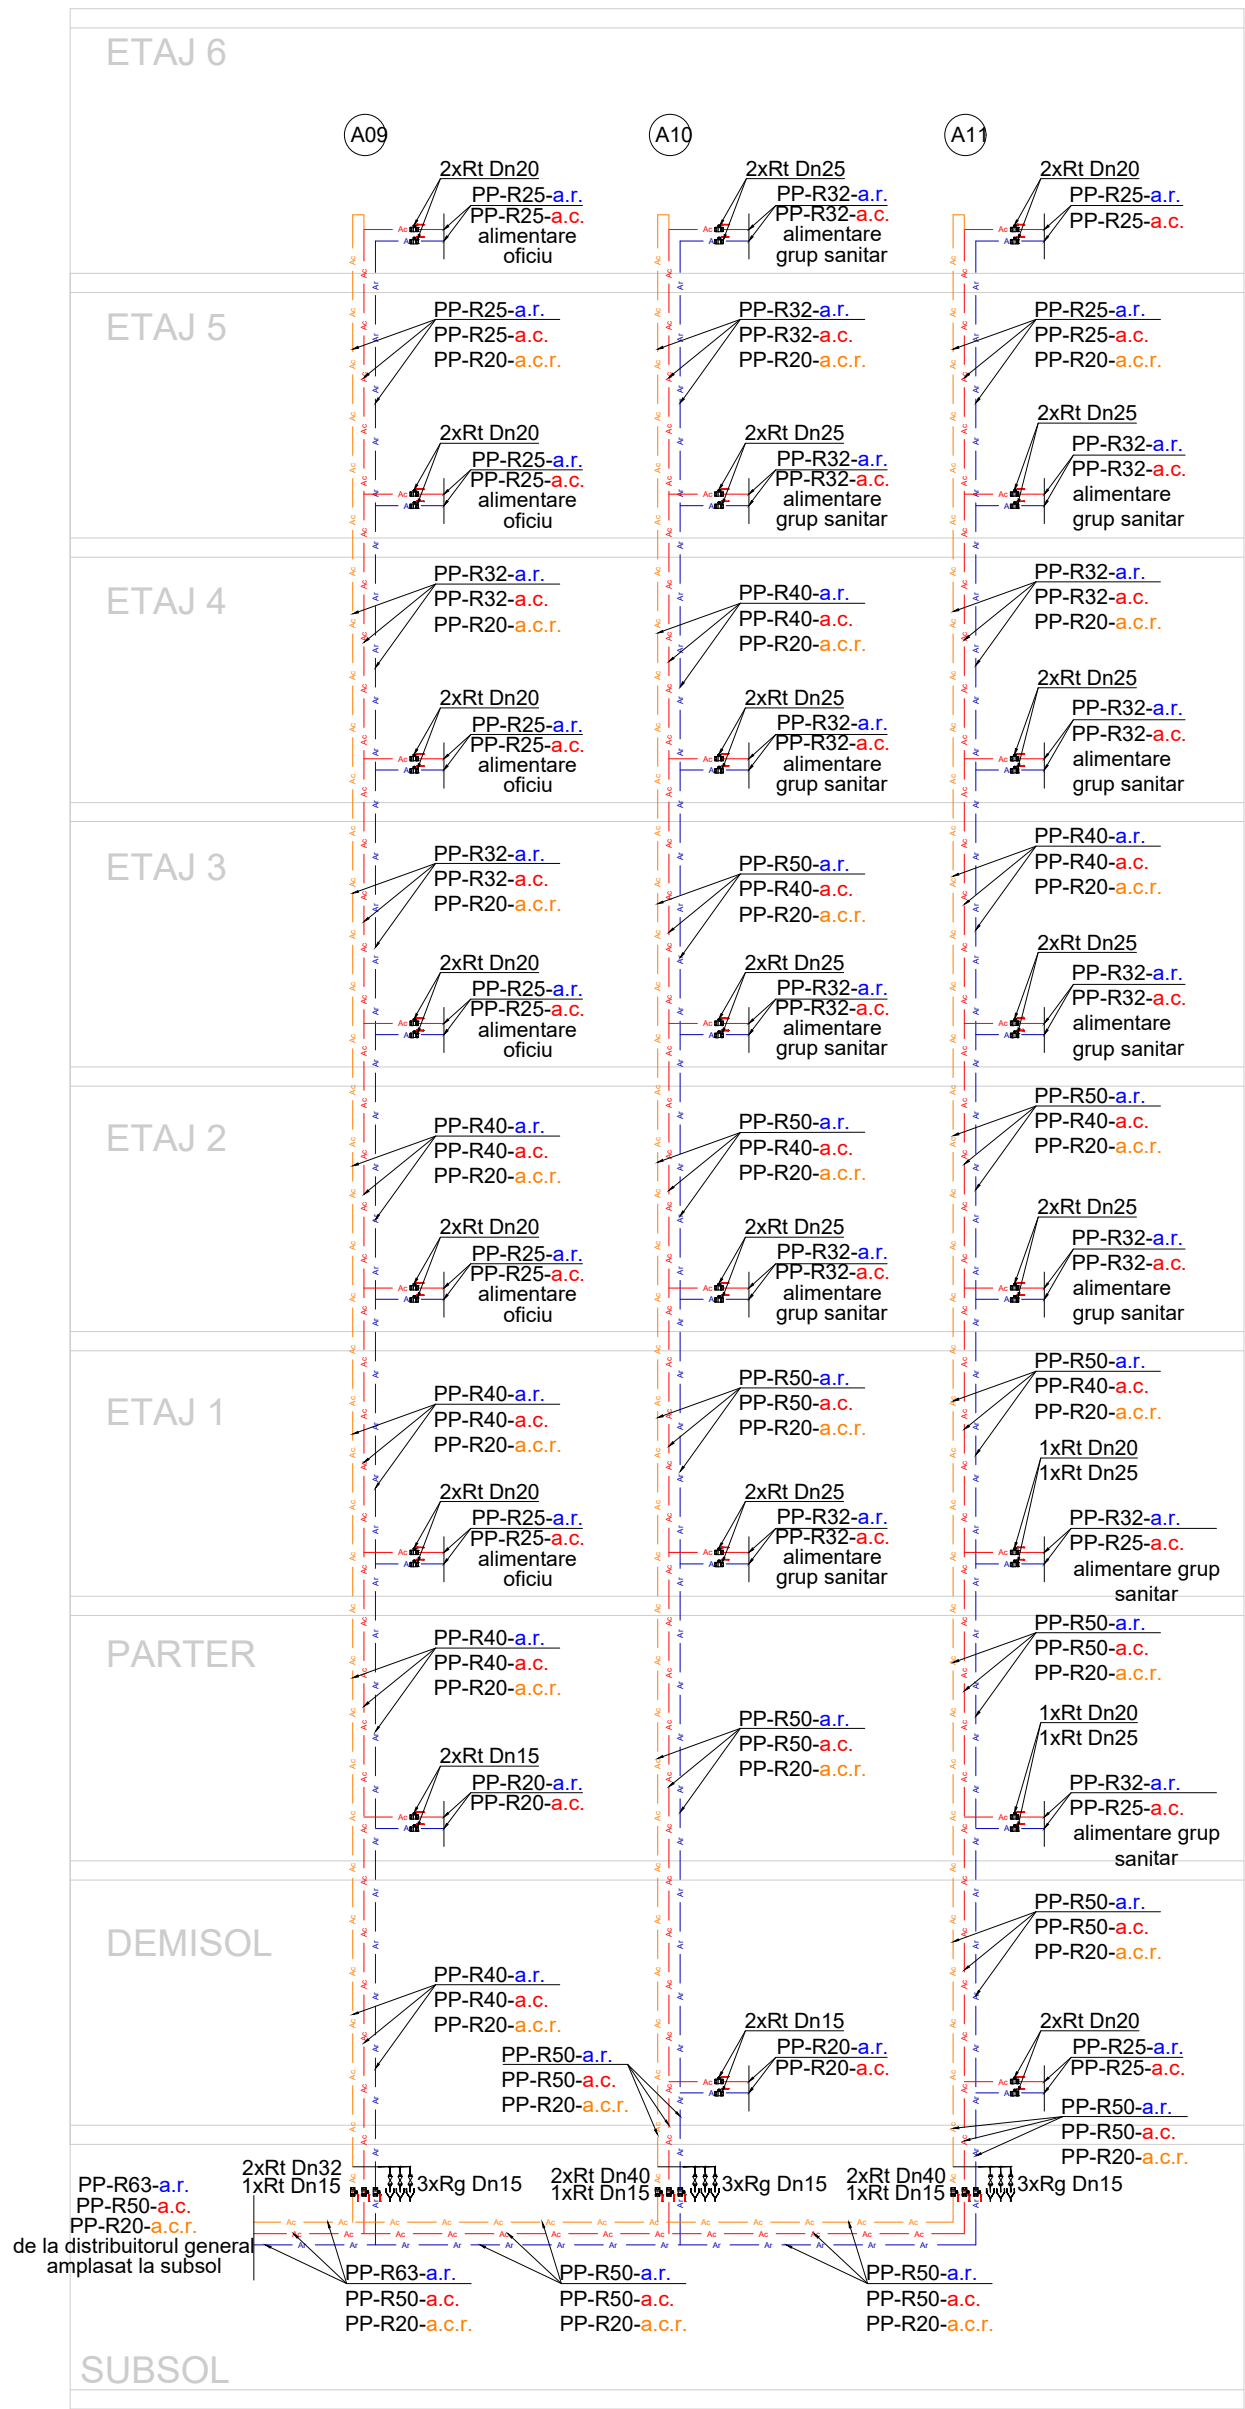 ETAJ 6
A09
A10
A11
2xRt Dn20
PP-R25-a.r.
PP-R25-a.c.
alimentare
oficiu
2xRt Dn25
PP-R32-a.r.
PP-R32-a.c.
alimentare
grup sanitar
2xRt Dn20
PP-R25-a.r.
PP-R25-a.c.
ETAJ 5
PP-R25-a.r.
PP-R25-a.c.
PP-R20-a.c.r.
PP-R32-a.r.
PP-R32-a.c.
PP-R20-a.c.r.
PP-R25-a.r.
PP-R25-a.c.
PP-R20-a.c.r.
2xRt Dn20
PP-R25-a.r.
PP-R25-a.c.
alimentare
oficiu
2xRt Dn25
PP-R32-a.r.
PP-R32-a.c.
alimentare
grup sanitar
2xRt Dn25
PP-R32-a.r.
PP-R32-a.c.
alimentare
grup sanitar
ETAJ 4
PP-R32-a.r.
PP-R32-a.c.
PP-R20-a.c.r.
PP-R40-a.r.
PP-R40-a.c.
PP-R20-a.c.r.
PP-R32-a.r.
PP-R32-a.c.
PP-R20-a.c.r.
2xRt Dn20
PP-R25-a.r.
PP-R25-a.c.
alimentare
oficiu
2xRt Dn25
PP-R32-a.r.
PP-R32-a.c.
alimentare
grup sanitar
2xRt Dn25
PP-R32-a.r.
PP-R32-a.c.
alimentare
grup sanitar
ETAJ 3
PP-R32-a.r.
PP-R32-a.c.
PP-R20-a.c.r.
PP-R50-a.r.
PP-R40-a.c.
PP-R20-a.c.r.
PP-R40-a.r.
PP-R40-a.c.
PP-R20-a.c.r.
2xRt Dn20
PP-R25-a.r.
PP-R25-a.c.
alimentare
oficiu
2xRt Dn25
PP-R32-a.r.
PP-R32-a.c.
alimentare
grup sanitar
2xRt Dn25
PP-R32-a.r.
PP-R32-a.c.
alimentare
grup sanitar
ETAJ 2
PP-R40-a.r.
PP-R40-a.c.
PP-R20-a.c.r.
PP-R50-a.r.
PP-R40-a.c.
PP-R20-a.c.r.
PP-R50-a.r.
PP-R40-a.c.
PP-R20-a.c.r.
2xRt Dn20
PP-R25-a.r.
PP-R25-a.c.
alimentare
oficiu
2xRt Dn25
PP-R32-a.r.
PP-R32-a.c.
alimentare
grup sanitar
2xRt Dn25
PP-R32-a.r.
PP-R32-a.c.
alimentare
grup sanitar
ETAJ 1
PP-R40-a.r.
PP-R40-a.c.
PP-R20-a.c.r.
PP-R50-a.r.
PP-R50-a.c.
PP-R20-a.c.r.
PP-R50-a.r.
PP-R40-a.c.
PP-R20-a.c.r.
2xRt Dn20
PP-R25-a.r.
PP-R25-a.c.
alimentare
oficiu
2xRt Dn25
PP-R32-a.r.
PP-R32-a.c.
alimentare
grup sanitar
1xRt Dn20
1xRt Dn25
PP-R32-a.r.
PP-R25-a.c.
alimentare grup
sanitar
PARTER
PP-R40-a.r.
PP-R40-a.c.
PP-R20-a.c.r.
PP-R50-a.r.
PP-R50-a.c.
PP-R20-a.c.r.
PP-R50-a.r.
PP-R50-a.c.
PP-R20-a.c.r.
2xRt Dn15
PP-R20-a.r.
PP-R20-a.c.
1xRt Dn20
1xRt Dn25
PP-R32-a.r.
PP-R25-a.c.
alimentare grup
sanitar
DEMISOL
PP-R40-a.r.
PP-R40-a.c.
PP-R20-a.c.r.
PP-R50-a.r.
PP-R50-a.c.
PP-R20-a.c.r.
2xRt Dn15
PP-R20-a.r.
PP-R20-a.c.
PP-R50-a.r.
PP-R50-a.c.
PP-R20-a.c.r.
2xRt Dn20
PP-R25-a.r.
PP-R25-a.c.
PP-R50-a.r.
PP-R50-a.c.
PP-R20-a.c.r.
2xRt Dn32
1xRt Dn15
3xRg Dn15
2xRt Dn40
1xRt Dn15
3xRg Dn15
2xRt Dn40
1xRt Dn15
3xRg Dn15
PP-R63-a.r.
PP-R50-a.c.
PP-R20-a.c.r.
de la distribuitorul general
amplasat la subsol
PP-R63-a.r.
PP-R50-a.c.
PP-R20-a.c.r.
PP-R50-a.r.
PP-R50-a.c.
PP-R20-a.c.r.
PP-R50-a.r.
PP-R50-a.c.
PP-R20-a.c.r.
SUBSOL